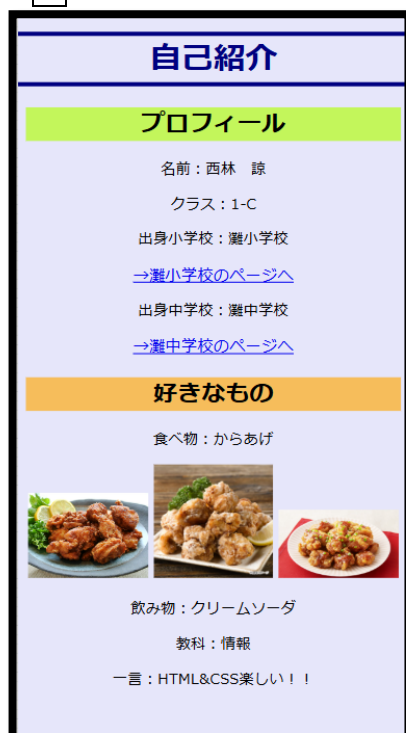 自己紹介
プロフィール
名前：西林　諒
クラス：1-C
出身小学校：灘小学校
→灘小学校のページへ
出身中学校：灘中学校
→灘中学校のページへ
好きなもの
食べ物：からあげ
飲み物：クリームソーダ
教科：情報
一言：HTML&CSS楽しい！！